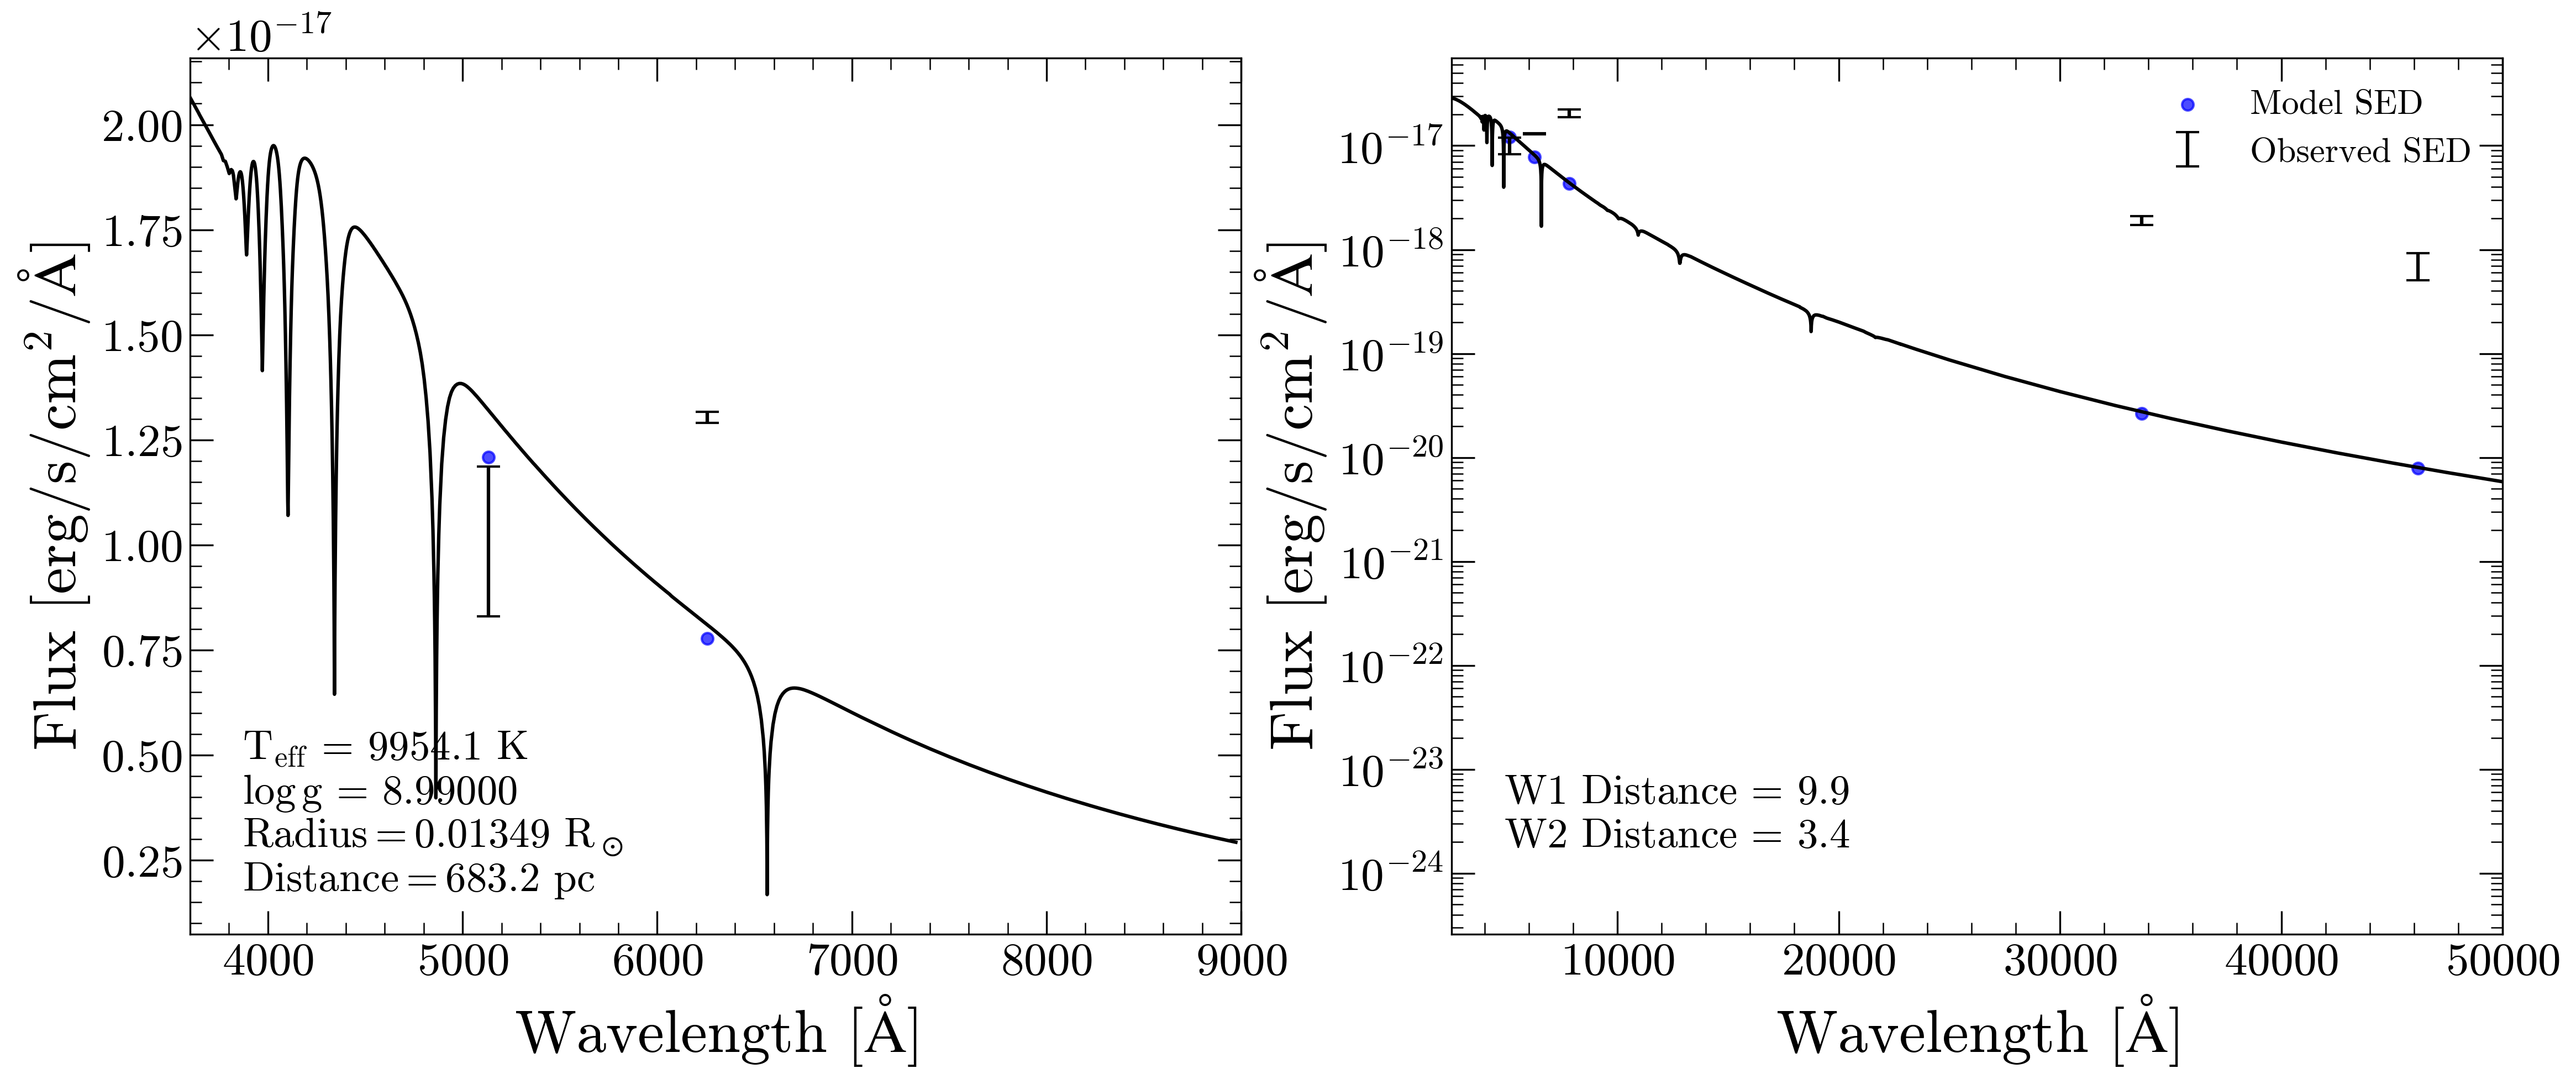 ×10⁻¹⁷
Flux [erg/s/cm²/Å]
2.00
1.75
1.50
1.25
1.00
0.75
0.50
0.25
T_eff = 9954.1 K
log g = 8.99000
Radius = 0.01349 R_⊙
Distance = 683.2 pc
4000 5000 6000 7000 8000 9000
Wavelength [Å]
Flux [erg/s/cm²/Å]
10⁻¹⁷
10⁻¹⁸
10⁻¹⁹
10⁻²⁰
10⁻²¹
10⁻²²
10⁻²³
10⁻²⁴
Model SED
Observed SED
W1 Distance = 9.9
W2 Distance = 3.4
10000 20000 30000 40000 50000
Wavelength [Å]